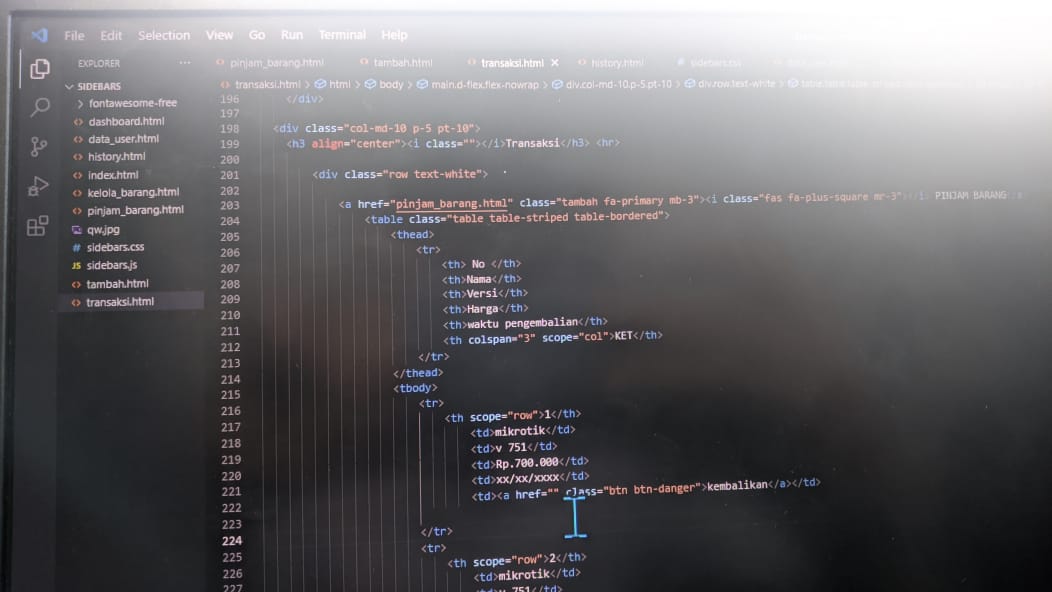 File Edit Selection View Go Run Terminal Help
EXPLORER ···
pinjam_barang.html tambah.html transaksi.html × history.html sidebars.css
SIDEBARS
fontawesome-free
dashboard.html
data_user.html
history.html
index.html
kelola_barang.html
pinjam_barang.html
qw.jpg
# sidebars.css
JS sidebars.js
tambah.html
transaksi.html
transaksi.html > html > body > main.d-flex.flex-nowrap > div.col-md-10.p-5.pt-10 > div.row.text-white >
196 </div>
197
198 <div class="col-md-10 p-5 pt-10">
199 <h3 align="center"><i class=""></i>Transaksi</h3> <hr>
200
201 <div class="row text-white">
202
203 <a href="pinjam_barang.html" class="tambah fa-primary mb-3"><i class="fas fa-plus-square mr-3"></i> PINJAM BARANG</a>
204 <table class="table table-striped table-bordered">
205 <thead>
206 <tr>
207 <th> No </th>
208 <th>Nama</th>
209 <th>Versi</th>
210 <th>Harga</th>
211 <th>waktu pengembalian</th>
212 <th colspan="3" scope="col">KET</th>
213 </tr>
214 </thead>
215 <tbody>
216 <tr>
217 <th scope="row">1</th>
218 <td>mikrotik</td>
219 <td>v 751</td>
220 <td>Rp.700.000</td>
221 <td>xx/xx/xxxx</td>
222 <td><a href="" class="btn btn-danger">kembalikan</a></td>
223
224 </tr>
225 <tr>
226 <th scope="row">2</th>
227 <td>mikrotik</td>
<td>v 751</td>